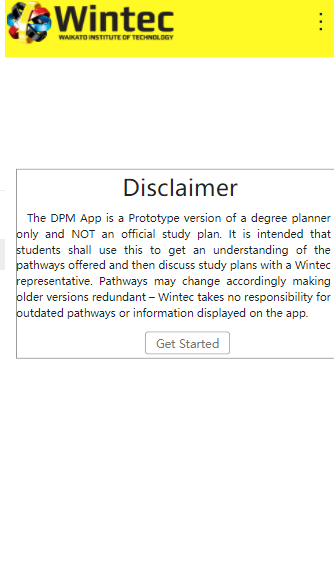 Wintec
WAIKATO INSTITUTE OF TECHNOLOGY
Disclaimer
The DPM App is a Prototype version of a degree planner
only and NOT an official study plan. It is intended that
students shall use this to get an understanding of the
pathways offered and then discuss study plans with a Wintec
representative. Pathways may change accordingly making
older versions redundant – Wintec takes no responsibility for
outdated pathways or information displayed on the app.
Get Started